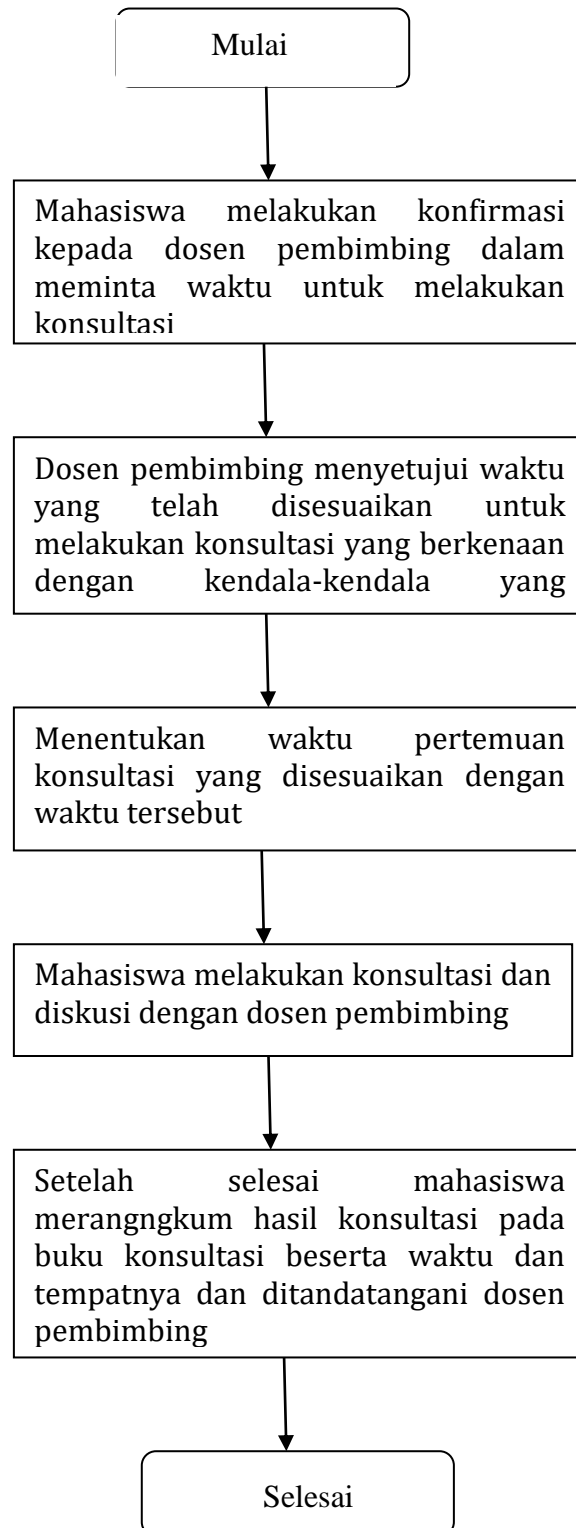 Mulai
Mahasiswa melakukan konfirmasi
kepada dosen pembimbing dalam
meminta waktu untuk melakukan
konsultasi
Dosen pembimbing menyetujui waktu
yang telah disesuaikan untuk
melakukan konsultasi yang berkenaan
dengan kendala-kendala yang
Menentukan waktu pertemuan
konsultasi yang disesuaikan dengan
waktu tersebut
Mahasiswa melakukan konsultasi dan
diskusi dengan dosen pembimbing
Setelah selesai mahasiswa
merangngkum hasil konsultasi pada
buku konsultasi beserta waktu dan
tempatnya dan ditandatangani dosen
pembimbing
Selesai